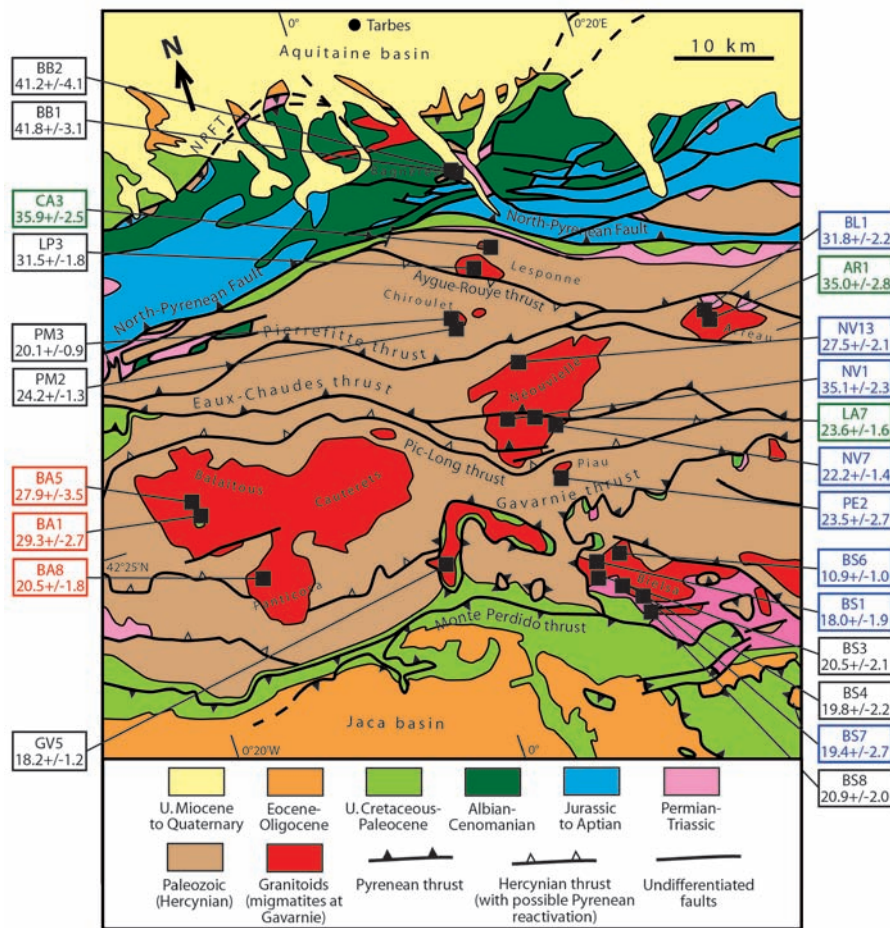 0°
Tarbes
0°20'E
N
Aquitaine basin
10 km
BB2
41.2+/-4.1
BB1
41.8+/-3.1
NPFT
CA3
35.9+/-2.5
LP3
31.5+/-1.8
North-Pyrenean Fault
BL1
31.8+/-2.2
Lesponne
AR1
35.0+/-2.8
North-Pyrenean Fault
Aygue-Rouye thrust
Chiroulet
Arreau
PM3
20.1+/-0.9
Pierrefitte thrust
NV13
27.5+/-2.1
PM2
24.2+/-1.3
Eaux-Chaudes thrust
Néouvielle
NV1
35.1+/-2.3
LA7
23.6+/-1.6
Pic-Long thrust
NV7
22.2+/-1.4
BA5
27.9+/-3.5
Balaitous
Cauterets
Piau
Gavarnie thrust
PE2
23.5+/-2.7
BA1
29.3+/-2.7
42°25'N
BA8
20.5+/-1.8
Panticosa
Bielsa
BS6
10.9+/-1.0
BS1
18.0+/-1.9
Monte Perdido thrust
BS3
20.5+/-2.1
BS4
19.8+/-2.2
BS7
19.4+/-2.7
GV5
18.2+/-1.2
Jaca basin
0°20'W
0°
BS8
20.9+/-2.0
U. Miocene
to Quaternary
Eocene-
Oligocene
U. Cretaceous-
Paleocene
Albian-
Cenomanian
Jurassic
to Aptian
Permian-
Triassic
Paleozoic
(Hercynian)
Granitoids
(migmatites at
Gavarnie)
Pyrenean thrust
Hercynian thrust
(with possible Pyrenean
reactivation)
Undifferentiated
faults